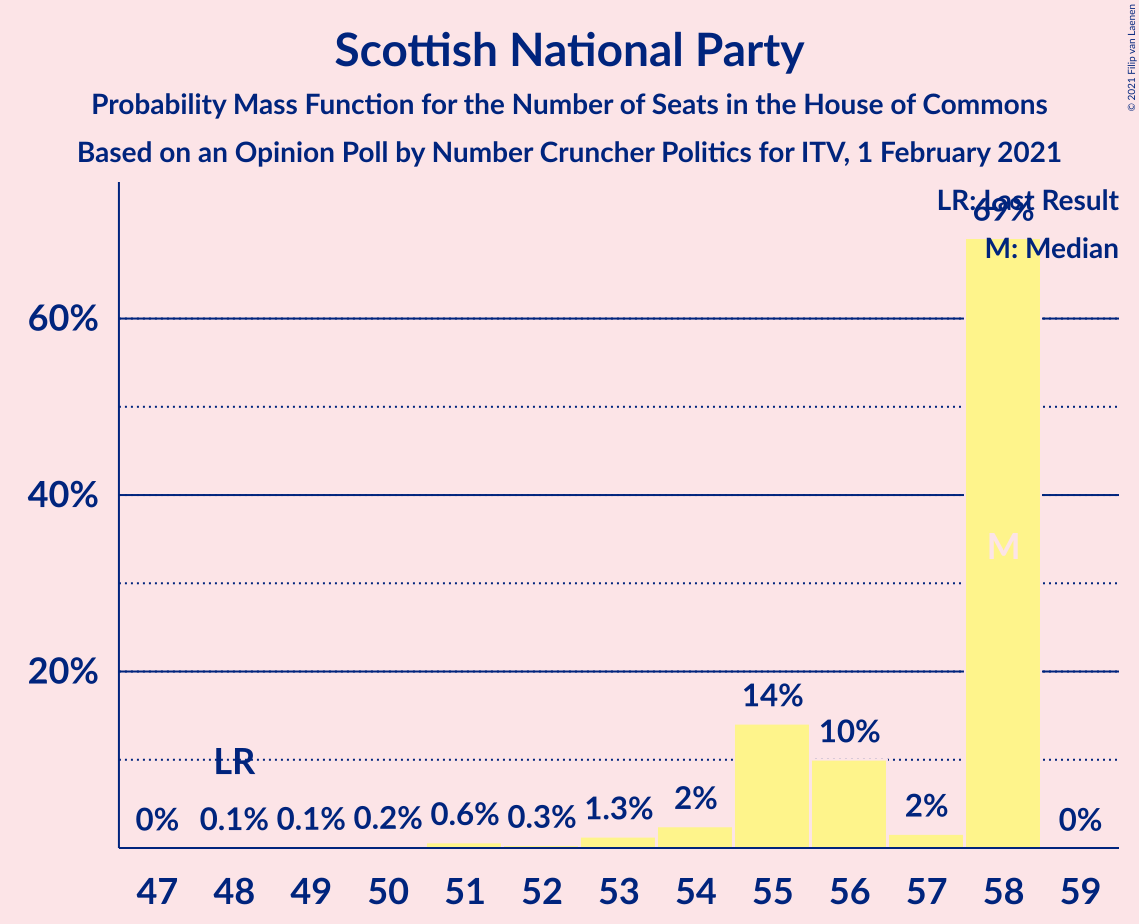 Scottish National Party
Probability Mass Function for the Number of Seats in the House of Commons
Based on an Opinion Poll by Number Cruncher Politics for ITV, 1 February 2021
© 2021 Filip van Laenen
LR: Last Result
M: Median
69%
60%
40%
20%
M
LR
0%
0.1%
0.1%
0.2%
0.6%
0.3%
1.3%
2%
14%
10%
2%
0%
47 48 49 50 51 52 53 54 55 56 57 58 59